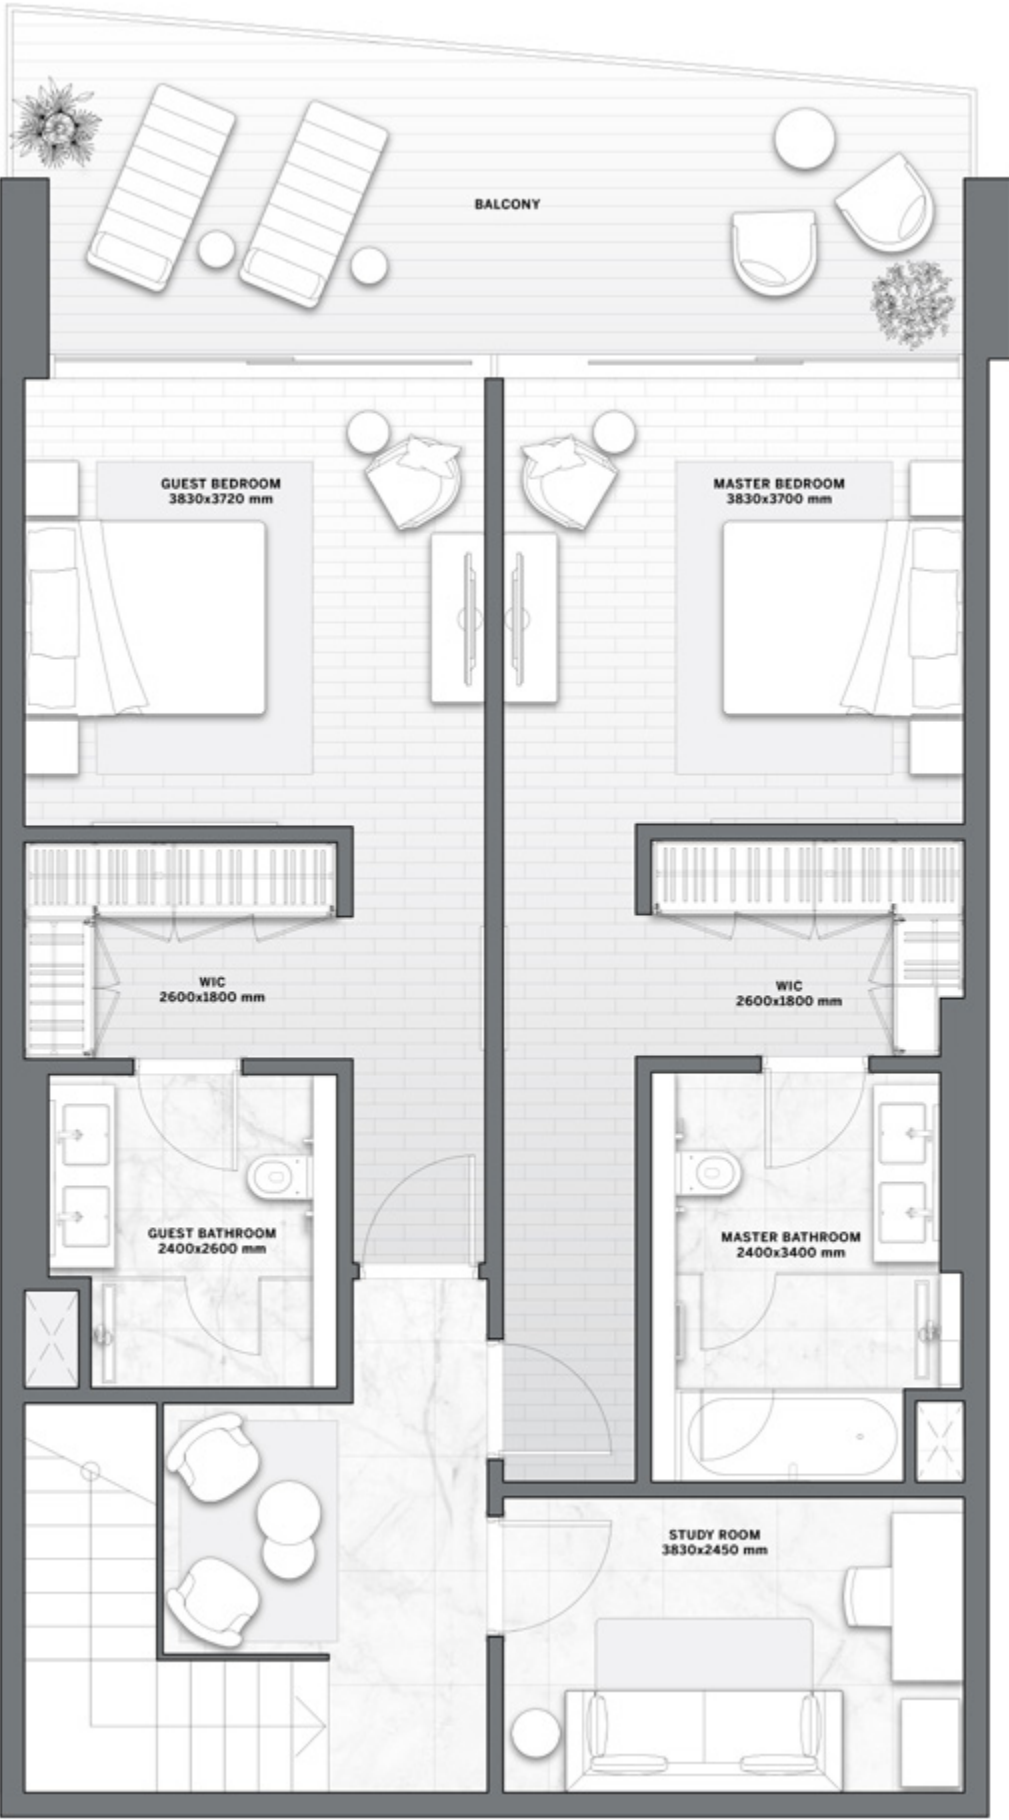 BALCONY
GUEST BEDROOM
3830x3720 mm
MASTER BEDROOM
3830x3700 mm
WIC
2600x1800 mm
WIC
2600x1800 mm
GUEST BATHROOM
2400x2600 mm
MASTER BATHROOM
2400x3400 mm
STUDY ROOM
3830x2450 mm